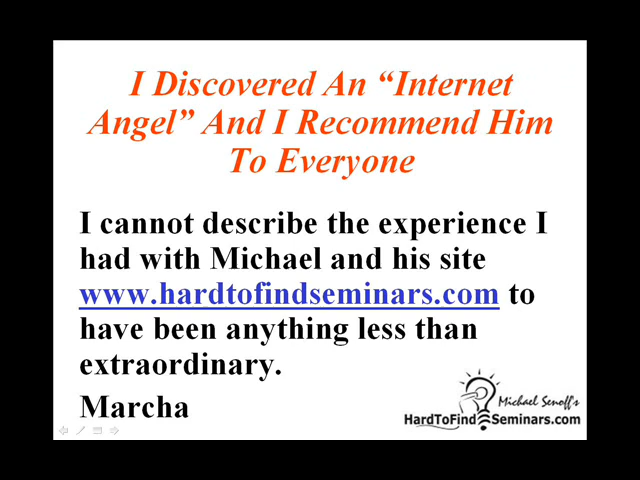 I Discovered An “Internet
Angel” And I Recommend Him
To Everyone
I cannot describe the experience I
had with Michael and his site
www.hardtofindseminars.com to
have been anything less than
extraordinary.
Marcha
Michael Senoff's
HardToFindSeminars.com